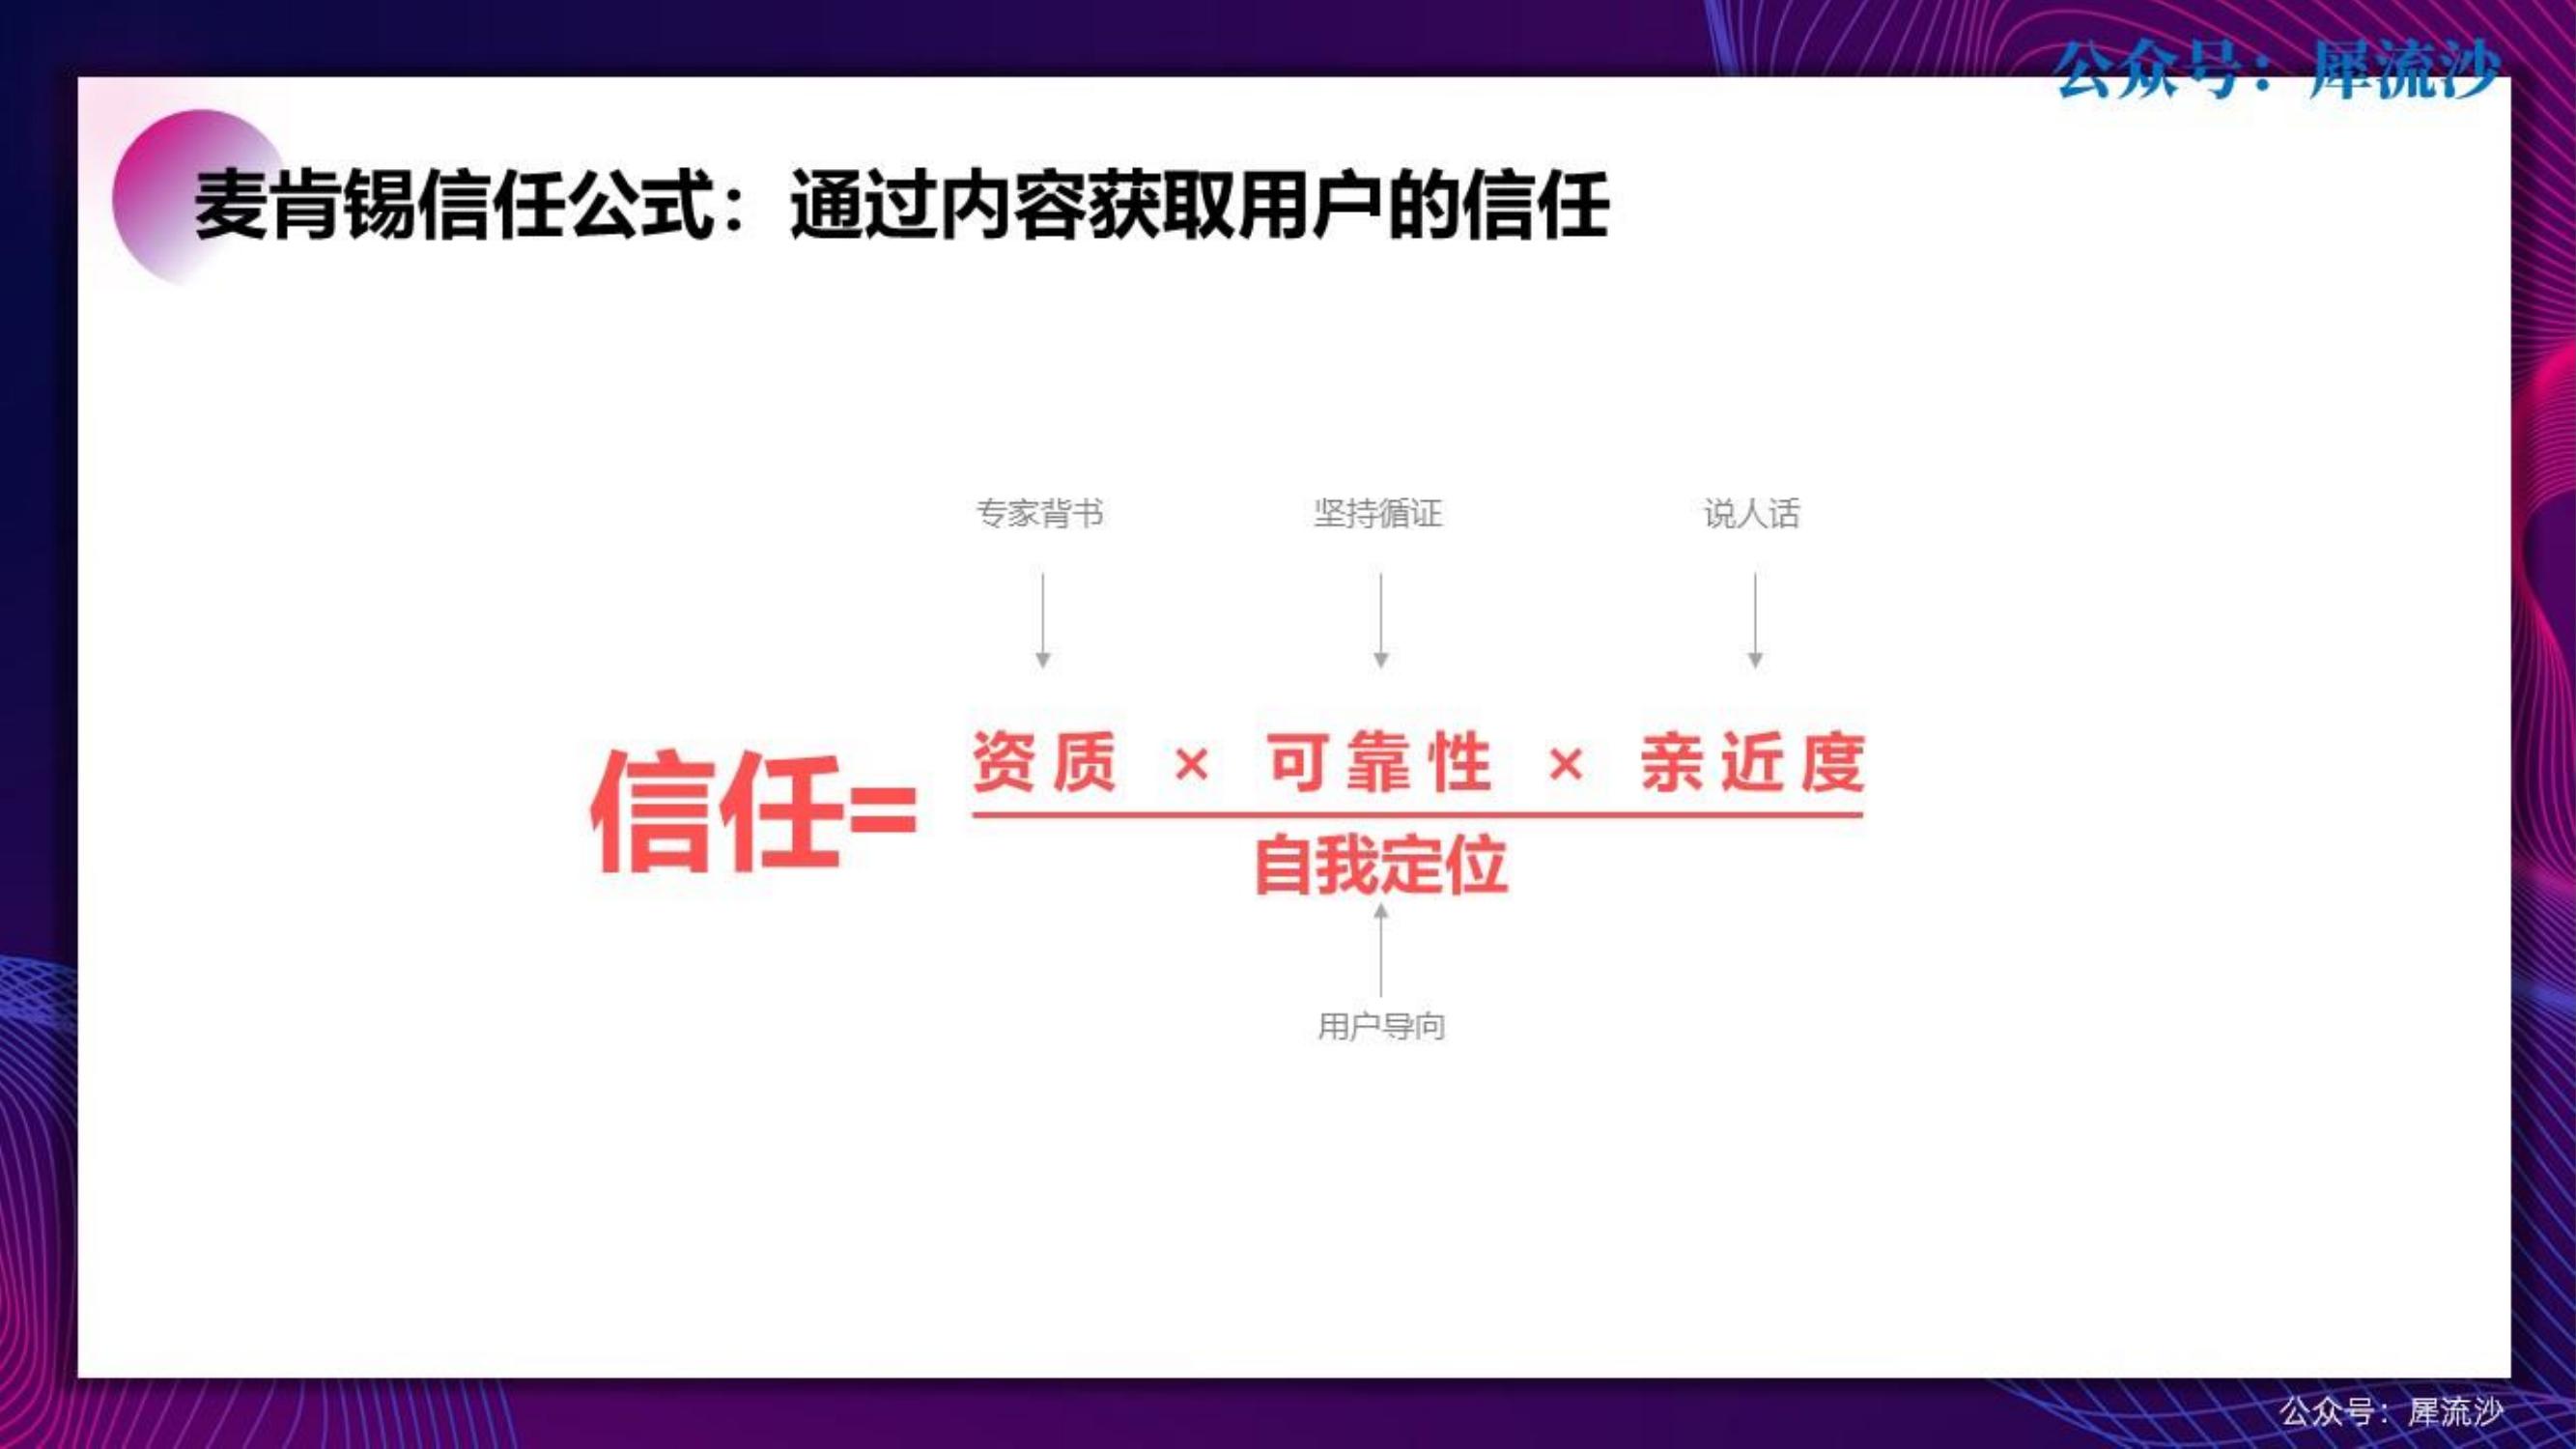 公众号：犀流沙
麦肯锡信任公式：通过内容获取用户的信任
专家背书 坚持循证 说人话
信任= 资质 × 可靠性 × 亲近度
自我定位
用户导向
公众号：犀流沙